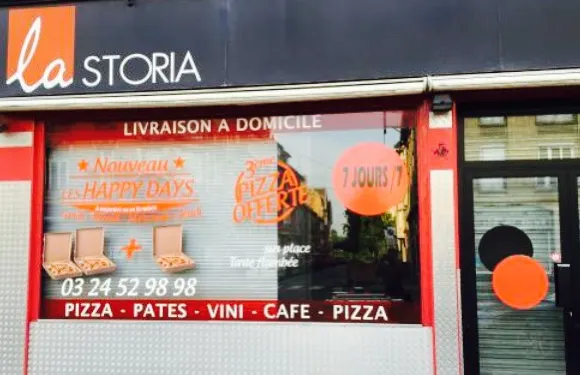 la STORIA
LIVRAISON A DOMICILE
Nouveau
LES HAPPY DAYS
3ème
PIZZA
OFFERTE
7 JOURS /7
sur place
Tarte flambée
+
03 24 52 98 98
PIZZA - PATES - VINI - CAFE - PIZZA